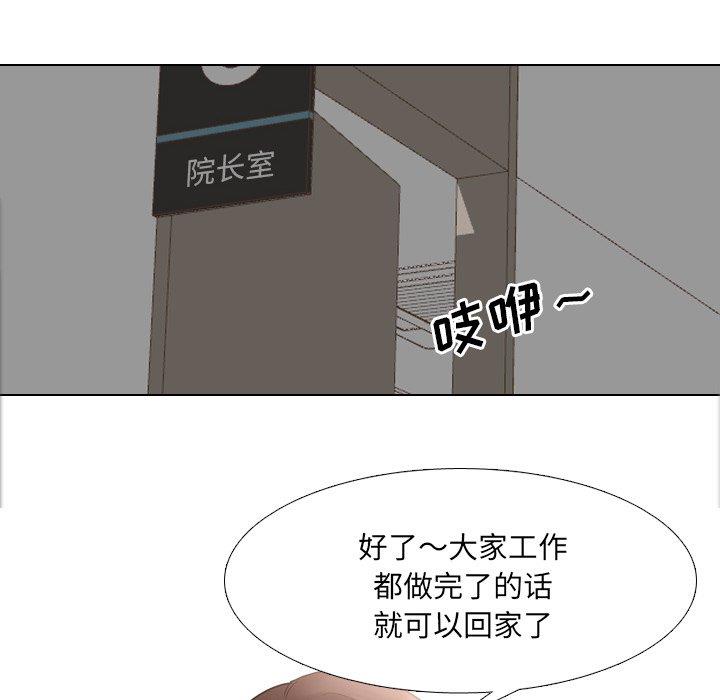 院长室
吱咿～
好了～大家工作
都做完了的话
就可以回家了